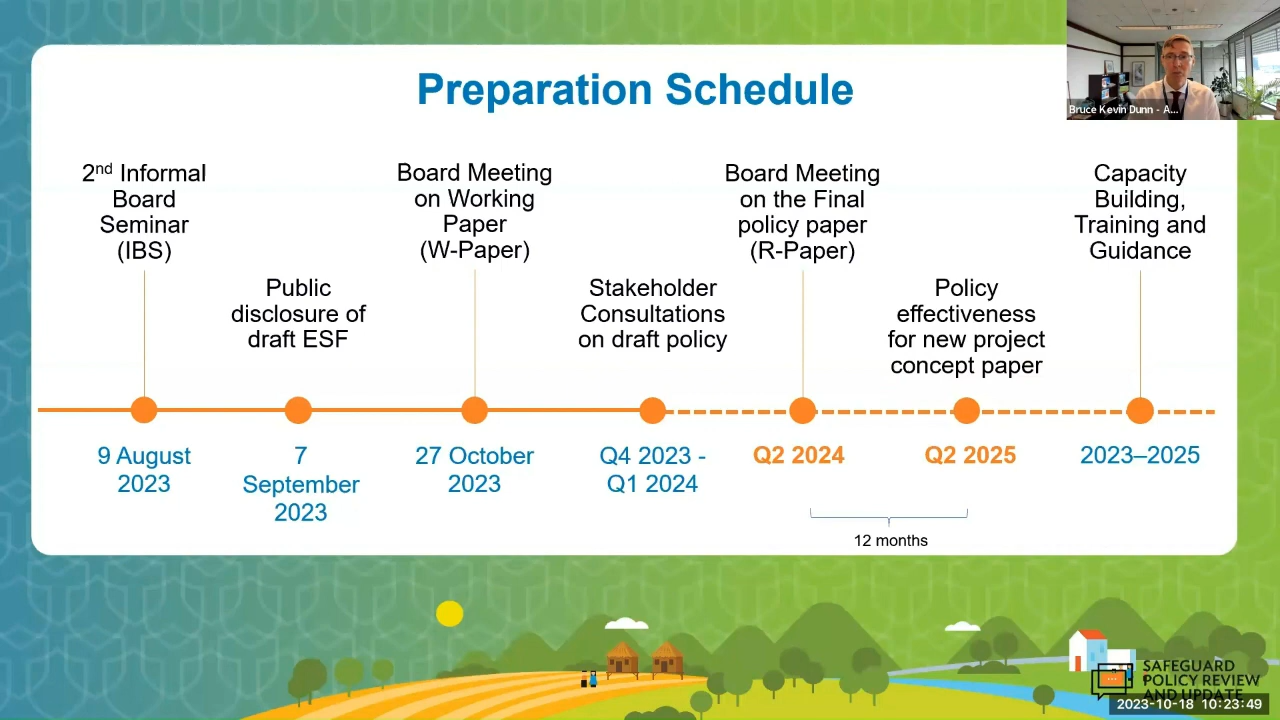 Preparation Schedule
Bruce Kevin Dunn - A...
2nd Informal
Board
Seminar
(IBS)
Public
disclosure of
draft ESF
Board Meeting
on Working
Paper
(W-Paper)
Stakeholder
Consultations
on draft policy
Board Meeting
on the Final
policy paper
(R-Paper)
Policy
effectiveness
for new project
concept paper
Capacity
Building,
Training and
Guidance
9 August
2023
7
September
2023
27 October
2023
Q4 2023 -
Q1 2024
Q2 2024
Q2 2025
2023–2025
12 months
SAFEGUARD
POLICY REVIEW
AND UPDATE
2023-10-18 10:23:49